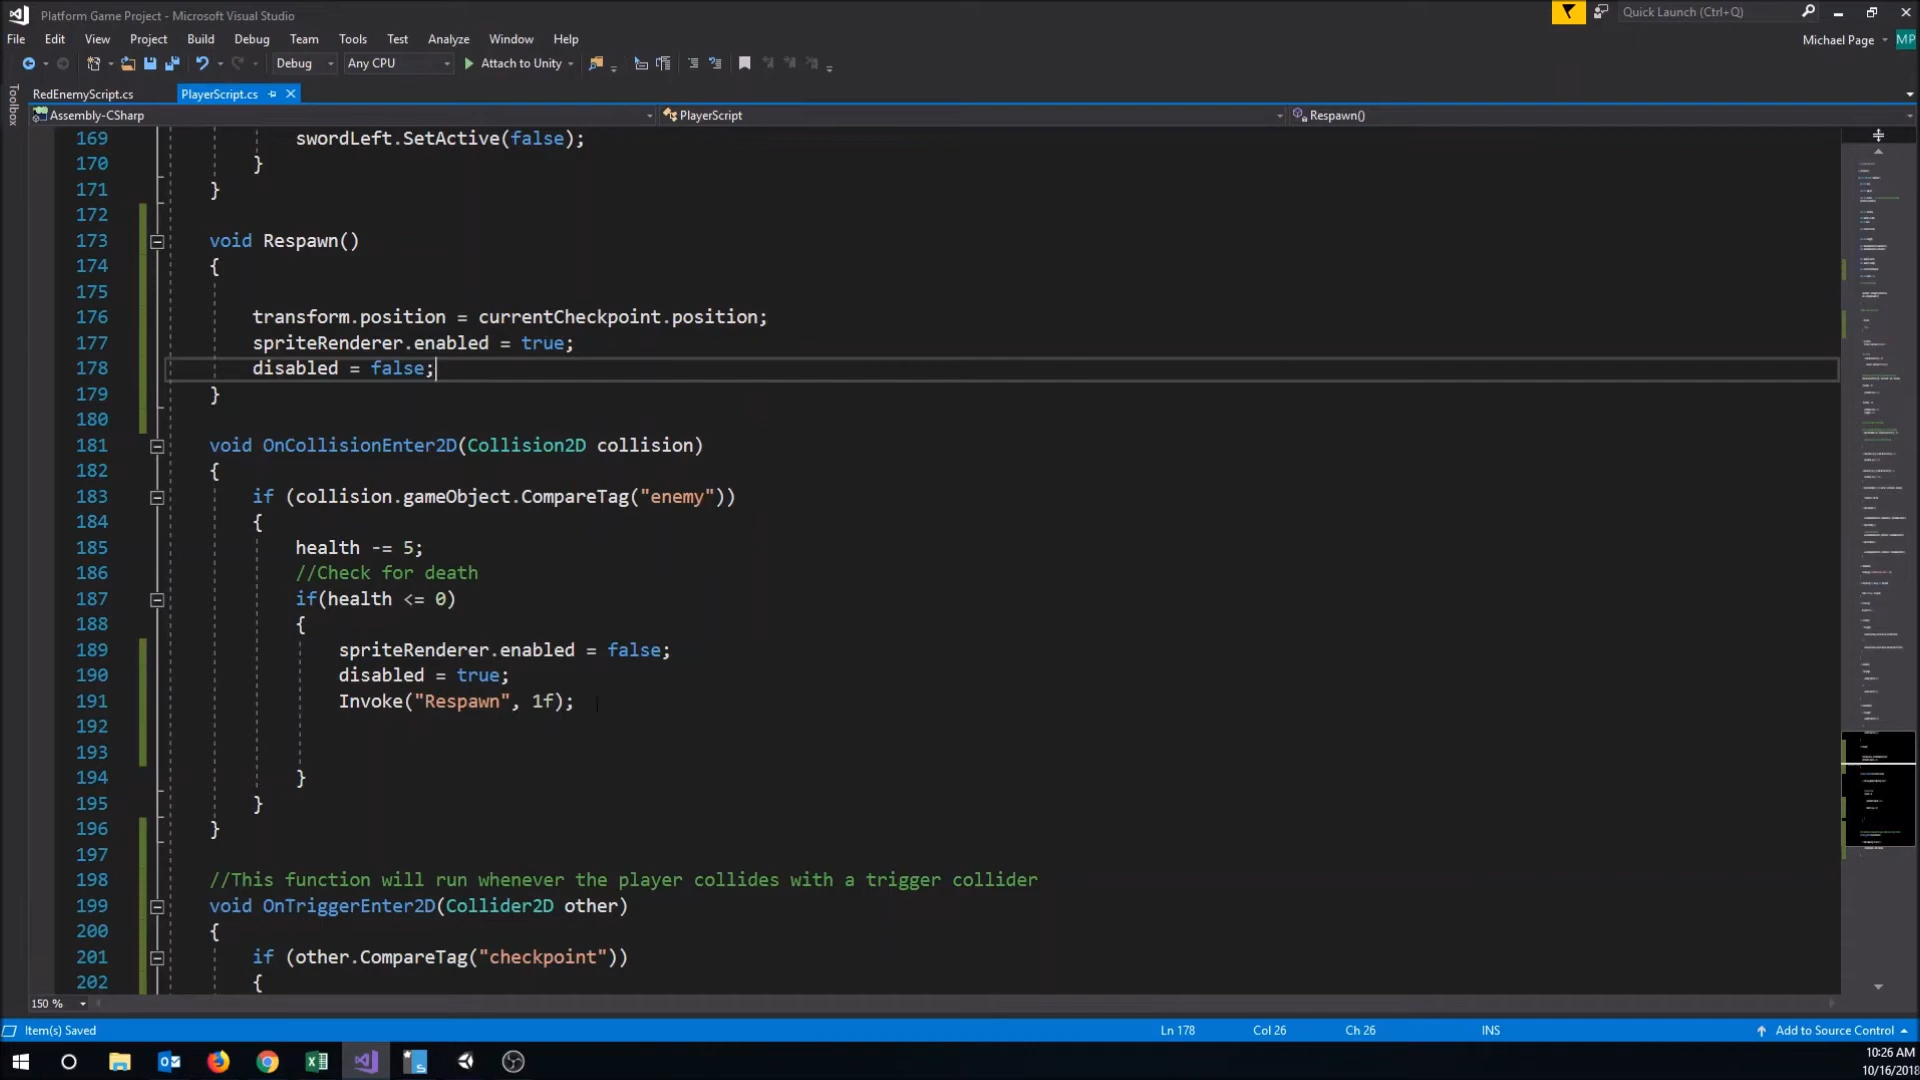 Platform Game Project - Microsoft Visual Studio
Quick Launch (Ctrl+Q)
File Edit View Project Build Debug Team Tools Test Analyze Window Help
Michael Page MP
Debug Any CPU Attach to Unity
Toolbox
RedEnemyScript.cs PlayerScript.cs
Assembly-CSharp PlayerScript Respawn()
169 swordLeft.SetActive(false);
170 }
171 }
172
173 void Respawn()
174 {
175
176 transform.position = currentCheckpoint.position;
177 spriteRenderer.enabled = true;
178 disabled = false;
179 }
180
181 void OnCollisionEnter2D(Collision2D collision)
182 {
183 if (collision.gameObject.CompareTag("enemy"))
184 {
185 health -= 5;
186 //Check for death
187 if(health <= 0)
188 {
189 spriteRenderer.enabled = false;
190 disabled = true;
191 Invoke("Respawn", 1f);
192
193
194 }
195 }
196 }
197
198 //This function will run whenever the player collides with a trigger collider
199 void OnTriggerEnter2D(Collider2D other)
200 {
201 if (other.CompareTag("checkpoint"))
202 {
150 %
Item(s) Saved Ln 178 Col 26 Ch 26 INS Add to Source Control
10:26 AM
10/16/2018